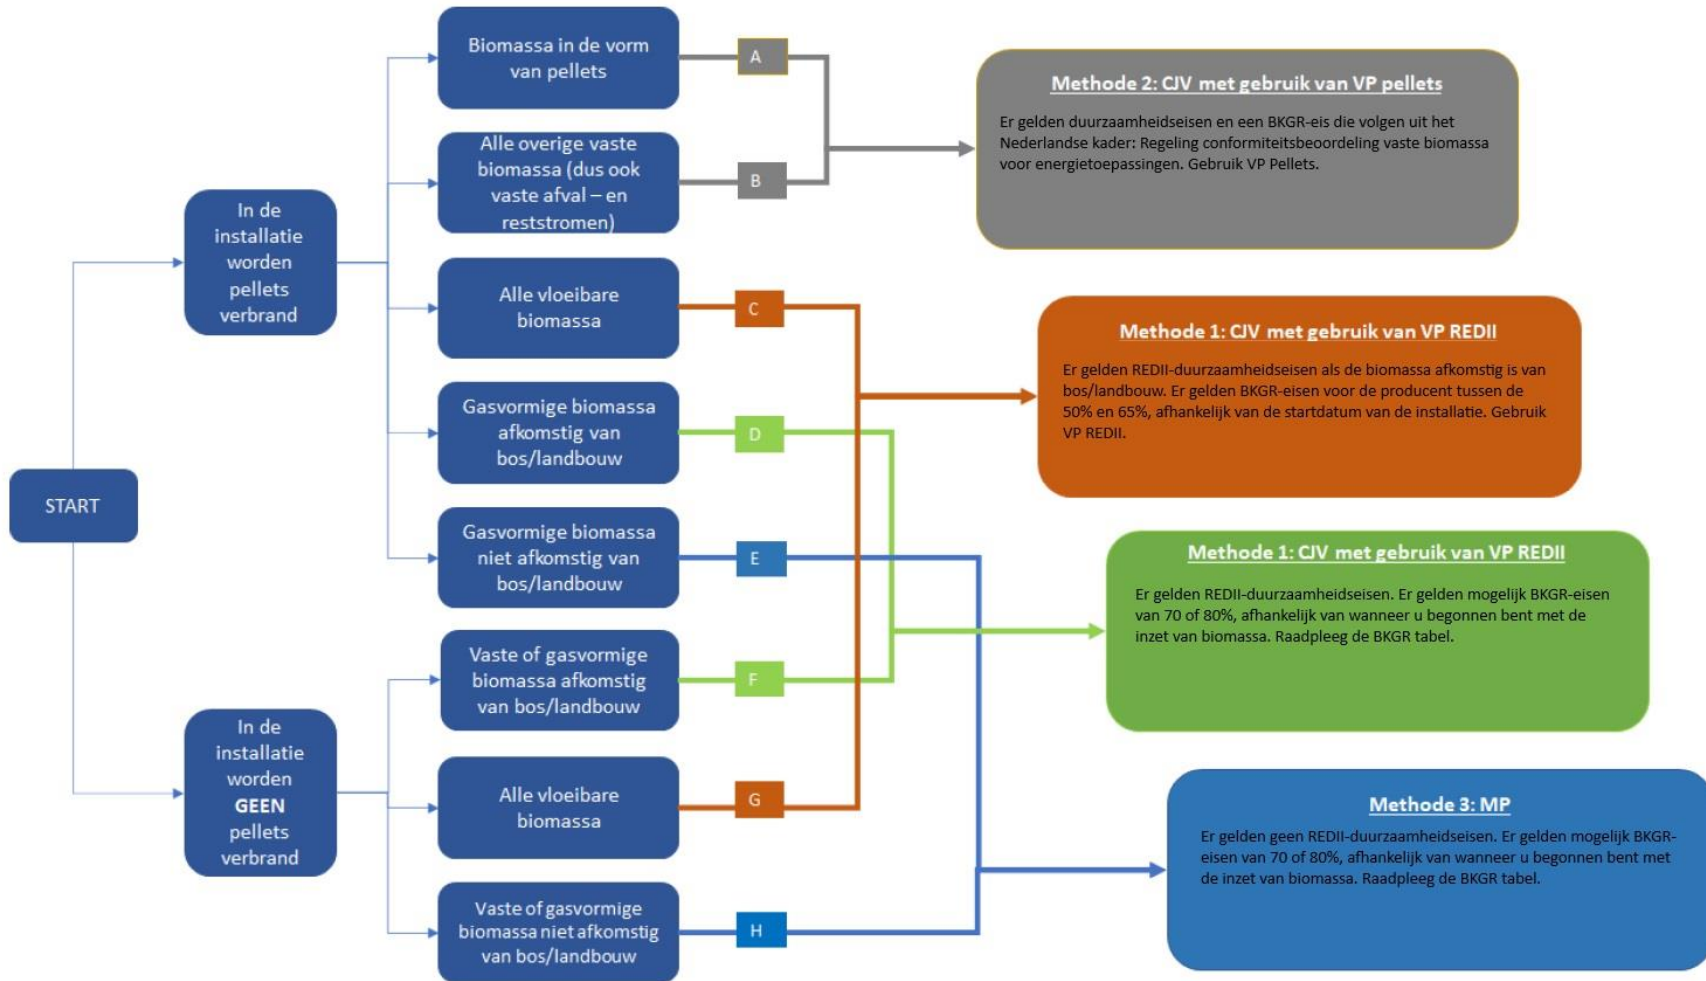 START
In de
installatie
worden
pellets
verbrand
In de
installatie
worden
GEEN
pellets
verbrand
Biomassa in de vorm
van pellets
Alle overige vaste
biomassa (dus ook
vaste afval – en
reststromen)
Alle vloeibare
biomassa
Gasvormige biomassa
afkomstig van
bos/landbouw
Gasvormige biomassa
niet afkomstig van
bos/landbouw
Vaste of gasvormige
biomassa afkomstig
van bos/landbouw
Alle vloeibare
biomassa
Vaste of gasvormige
biomassa niet afkomstig
van bos/landbouw
A
B
C
D
E
F
G
H
Methode 2: CJV met gebruik van VP pellets
Er gelden duurzaamheidseisen en een BKGR-eis die volgen uit het
Nederlandse kader: Regeling conformiteitsbeoordeling vaste biomassa
voor energietoepassingen. Gebruik VP Pellets.
Methode 1: CJV met gebruik van VP REDII
Er gelden REDII-duurzaamheidseisen als de biomassa afkomstig is van
bos/landbouw. Er gelden BKGR-eisen voor de producent tussen de
50% en 65%, afhankelijk van de startdatum van de installatie. Gebruik
VP REDII.
Methode 1: CJV met gebruik van VP REDII
Er gelden REDII-duurzaamheidseisen. Er gelden mogelijk BKGR-eisen
van 70 of 80%, afhankelijk van wanneer u begonnen bent met de
inzet van biomassa. Raadpleeg de BKGR tabel.
Methode 3: MP
Er gelden geen REDII-duurzaamheidseisen. Er gelden mogelijk BKGR-
eisen van 70 of 80%, afhankelijk van wanneer u begonnen bent met
de inzet van biomassa. Raadpleeg de BKGR tabel.